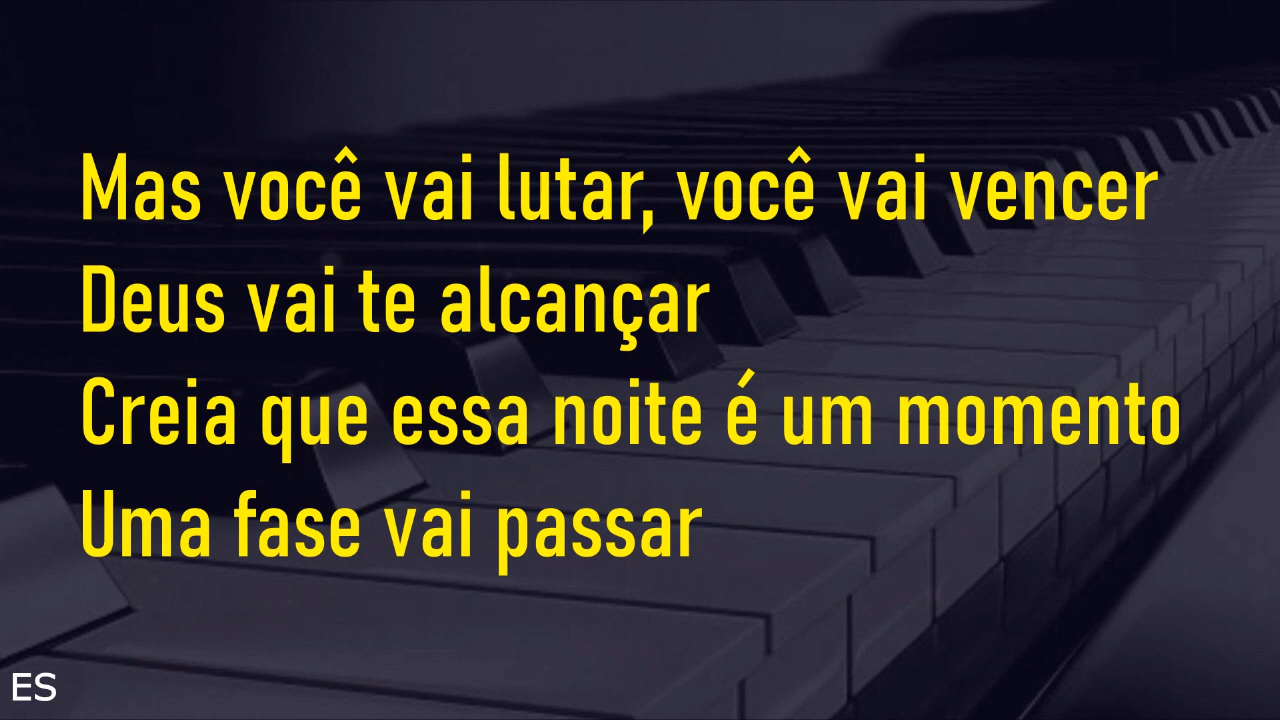 Mas você vai lutar, você vai vencer
Deus vai te alcançar
Creia que essa noite é um momento
Uma fase vai passar
ES